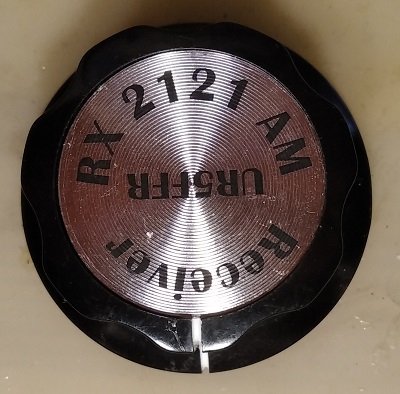 RX 2121 AM
UR5FFR
Receiver